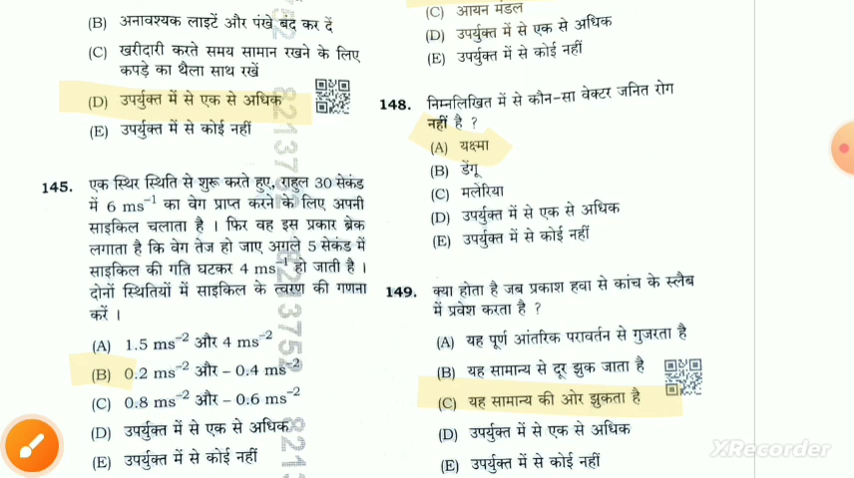 (B) अनावश्यक लाइटें और पंखे बंद कर दें
(C) खरीदारी करते समय सामान रखने के लिए
कपड़े का थैला साथ रखें
(D) उपर्युक्त में से एक से अधिक
(E) उपर्युक्त में से कोई नहीं
145. एक स्थिर स्थिति से शुरू करते हुए, राहुल 30 सेकंड
में 6 ms⁻¹ का वेग प्राप्त करने के लिए अपनी
साइकिल चलाता है । फिर वह इस प्रकार ब्रेक
लगाता है कि वेग तेज हो जाए अगले 5 सेकंड में
साइकिल की गति घटकर 4 ms⁻¹ हो जाती है ।
दोनों स्थितियों में साइकिल के त्वरण की गणना
करें ।
(A) 1.5 ms⁻² और 4 ms⁻²
(B) 0.2 ms⁻² और – 0.4 ms⁻²
(C) 0.8 ms⁻² और – 0.6 ms⁻²
(D) उपर्युक्त में से एक से अधिक
(E) उपर्युक्त में से कोई नहीं
(C) आयन मंडल
(D) उपर्युक्त में से एक से अधिक
(E) उपर्युक्त में से कोई नहीं
148. निम्नलिखित में से कौन-सा वेक्टर जनित रोग
नहीं है ?
(A) यक्ष्मा
(B) डेंगू
(C) मलेरिया
(D) उपर्युक्त में से एक से अधिक
(E) उपर्युक्त में से कोई नहीं
149. क्या होता है जब प्रकाश हवा से कांच के स्लैब
में प्रवेश करता है ?
(A) यह पूर्ण आंतरिक परावर्तन से गुजरता है
(B) यह सामान्य से दूर झुक जाता है
(C) यह सामान्य की ओर झुकता है
(D) उपर्युक्त में से एक से अधिक
(E) उपर्युक्त में से कोई नहीं
XRecorder